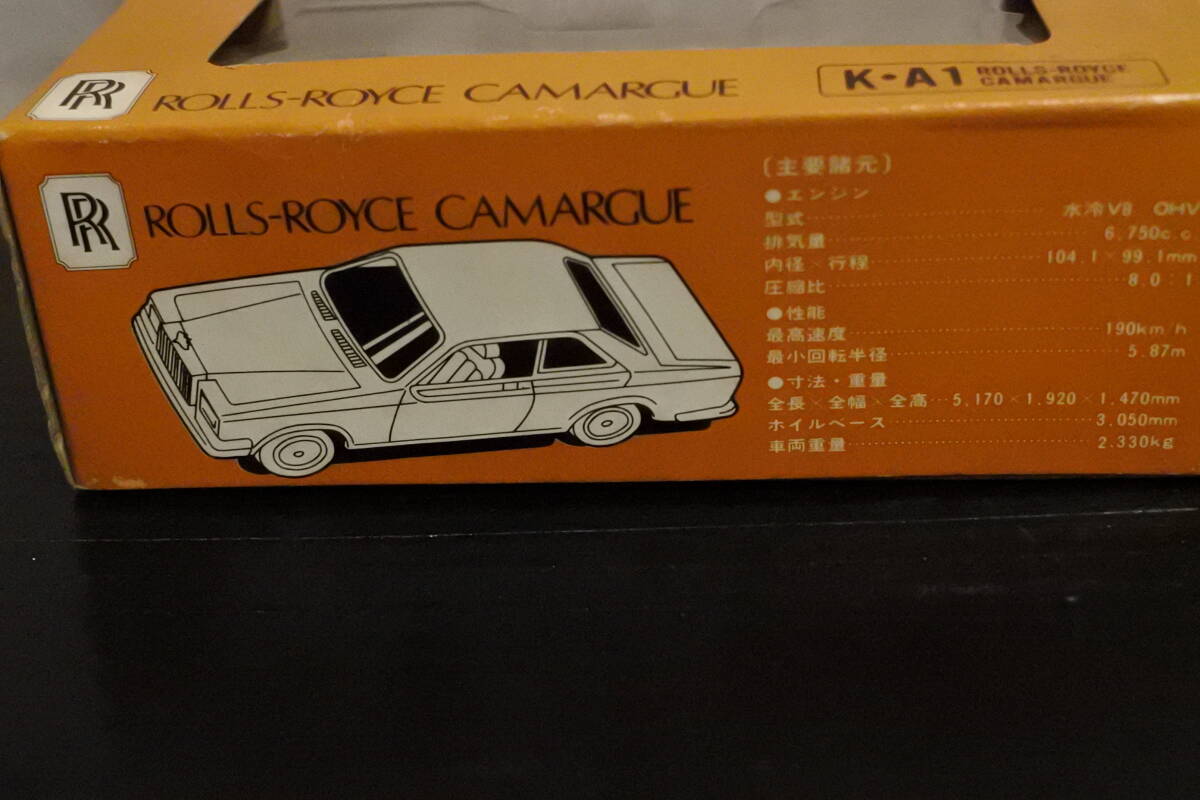 RR ROLLS-ROYCE CAMARGUE
K・A1 ROLLS-ROYCE
CAMARGUE
RR ROLLS-ROYCE CAMARGUE
〔主要諸元〕
●エンジン
型式 水冷V8 OHV
排気量 6,750c.c
内径×行程 104.1×99.1mm
圧縮比 8.0:1
●性能
最高速度 190km/h
最小回転半径 5.87m
●寸法・重量
全長×全幅×全高 5,170×1,920×1,470mm
ホイルベース 3,050mm
車両重量 2,330kg